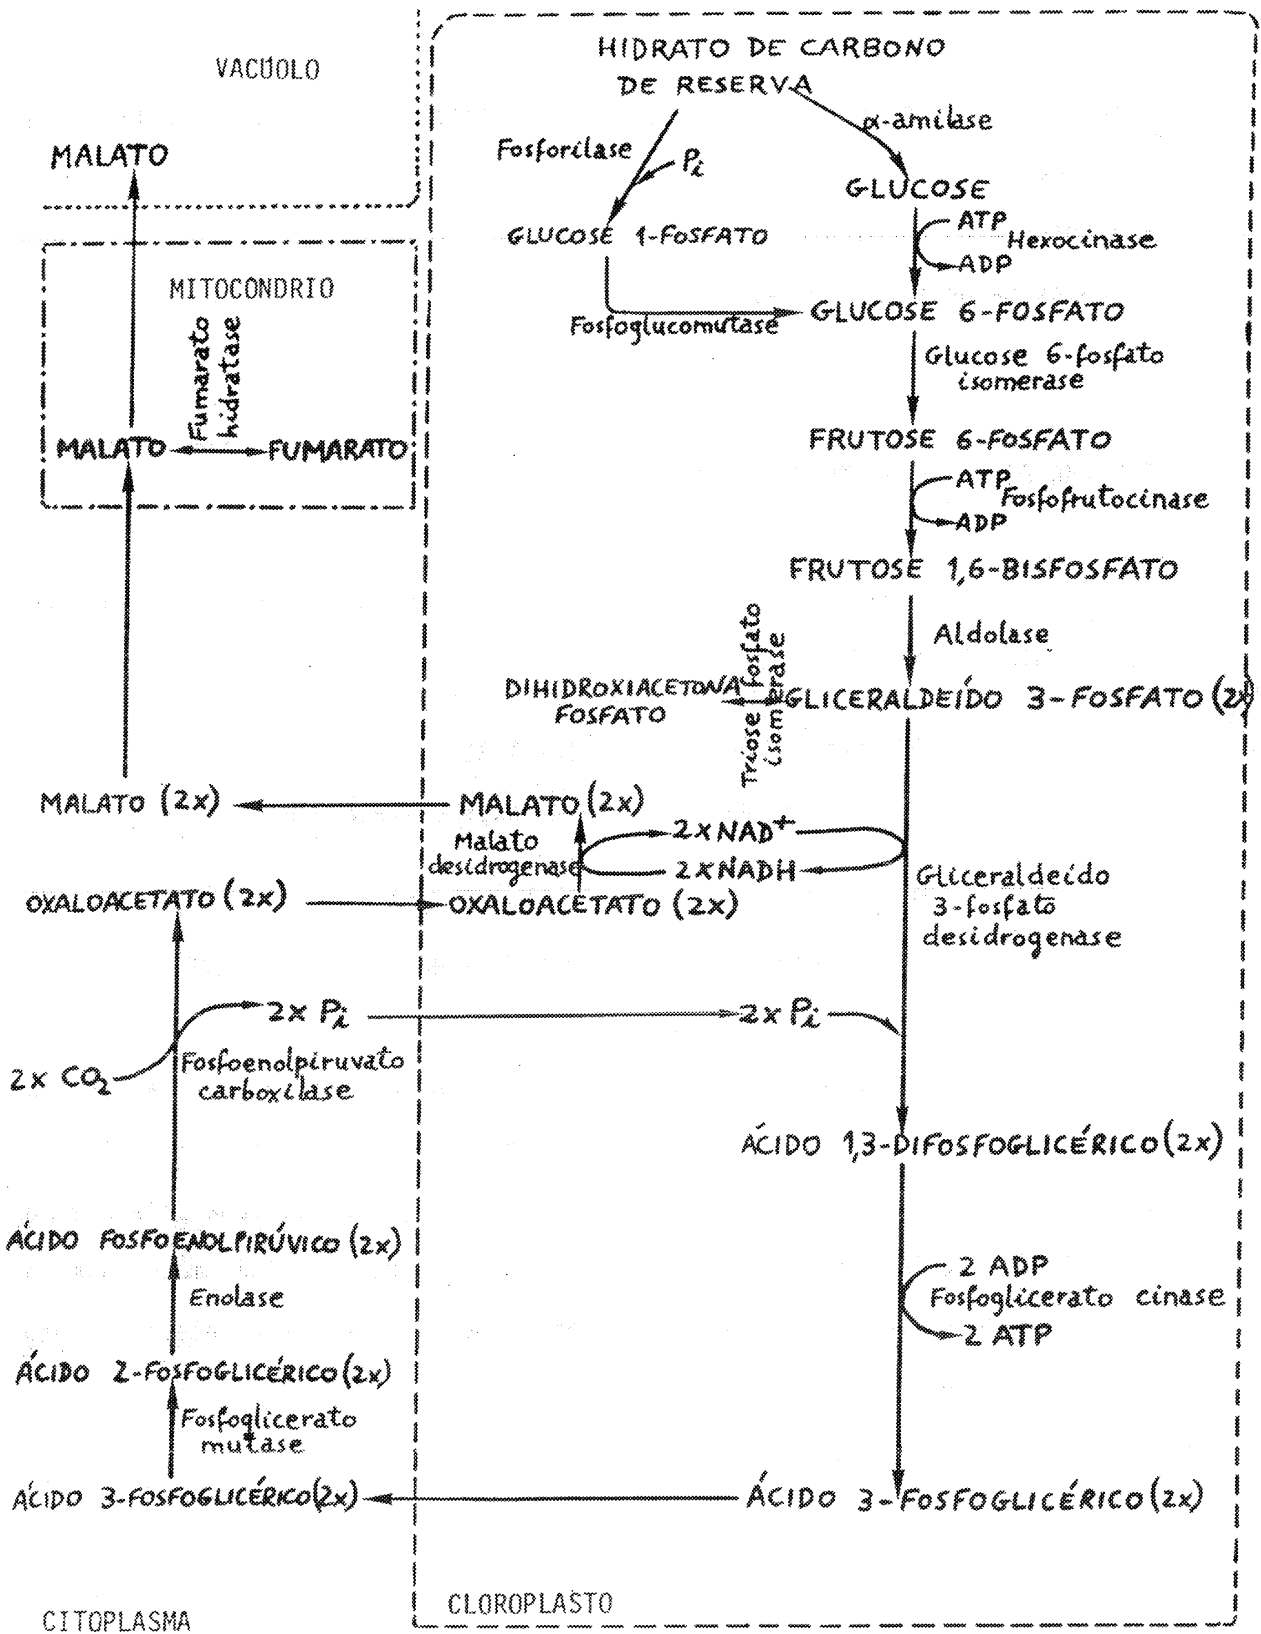 VACÚOLO
HIDRATO DE CARBONO
DE RESERVA
α-amilase
Fosforilase
Pi
MALATO
GLUCOSE
ATP
Hexocinase
ADP
GLUCOSE 1-FOSFATO
MITOCÔNDRIO
Fosfoglucomutase
GLUCOSE 6-FOSFATO
Glucose 6-fosfato
isomerase
Fumarato
hidratase
MALATO
FUMARATO
FRUTOSE 6-FOSFATO
ATP
Fosfofrutocinase
ADP
FRUTOSE 1,6-BISFOSFATO
Aldolase
Triose fosfato
isomerase
DIHIDROXIACETONA
FOSFATO
GLICERALDEÍDO 3-FOSFATO (2x)
MALATO (2x)
MALATO (2x)
Malato
desidrogenase
2xNAD+
2xNADH
Gliceraldeído
3-fosfato
desidrogenase
OXALOACETATO (2x)
OXALOACETATO (2x)
2x Pi
2x Pi
2x CO2
Fosfoenolpiruvato
carboxilase
ÁCIDO 1,3-DIFOSFOGLICÉRICO (2x)
ÁCIDO FOSFOENOLPIRÚVICO (2x)
Enolase
2 ADP
Fosfoglicerato cinase
2 ATP
ÁCIDO 2-FOSFOGLICÉRICO (2x)
Fosfoglicerato
mutase
ÁCIDO 3-FOSFOGLICÉRICO (2x)
ÁCIDO 3-FOSFOGLICÉRICO (2x)
CITOPLASMA
CLOROPLASTO